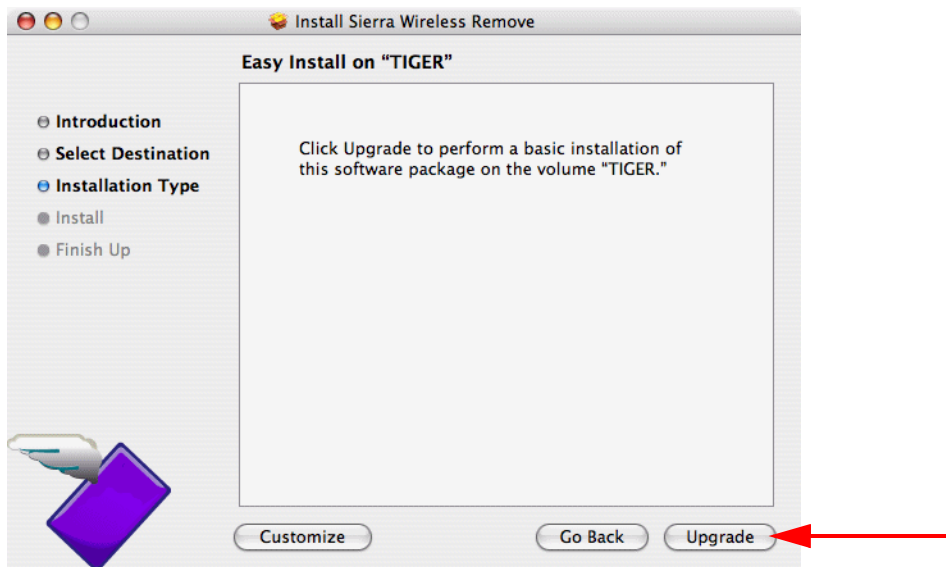 Install Sierra Wireless Remove
Easy Install on “TIGER”
Introduction
Select Destination
Installation Type
Install
Finish Up
Click Upgrade to perform a basic installation of
this software package on the volume “TIGER.”
Customize
Go Back
Upgrade